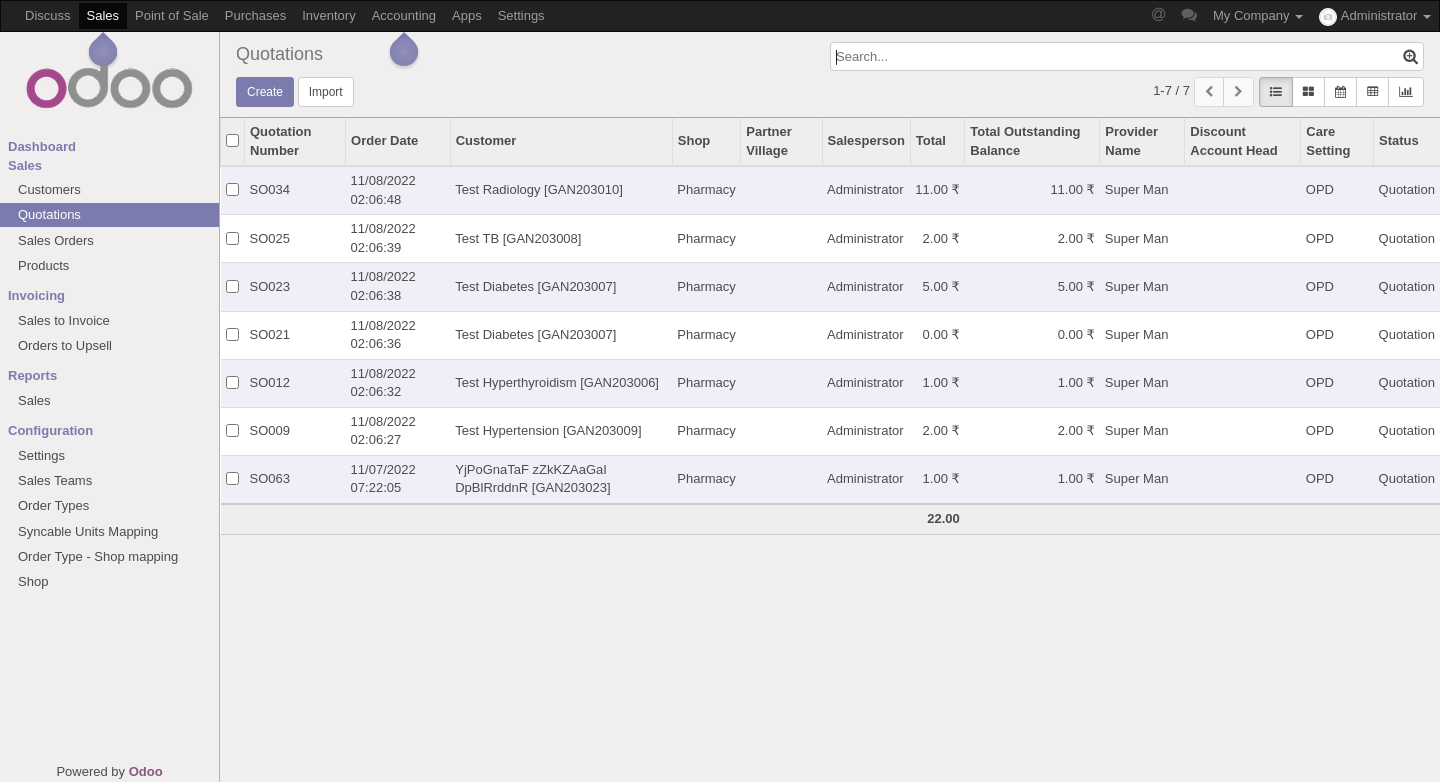 Discuss Sales Point of Sale Purchases Inventory Accounting Apps Settings @ My Company Administrator
odoo
Dashboard
Sales
Customers
Quotations
Sales Orders
Products
Invoicing
Sales to Invoice
Orders to Upsell
Reports
Sales
Configuration
Settings
Sales Teams
Order Types
Syncable Units Mapping
Order Type - Shop mapping
Shop
Powered by Odoo
Quotations
Search...
Create Import
1-7 / 7
Quotation Number Order Date Customer Shop Partner Village Salesperson Total Total Outstanding Balance Provider Name Discount Account Head Care Setting Status
SO034 11/08/2022 02:06:48 Test Radiology [GAN203010] Pharmacy Administrator 11.00 ₹ 11.00 ₹ Super Man OPD Quotation
SO025 11/08/2022 02:06:39 Test TB [GAN203008] Pharmacy Administrator 2.00 ₹ 2.00 ₹ Super Man OPD Quotation
SO023 11/08/2022 02:06:38 Test Diabetes [GAN203007] Pharmacy Administrator 5.00 ₹ 5.00 ₹ Super Man OPD Quotation
SO021 11/08/2022 02:06:36 Test Diabetes [GAN203007] Pharmacy Administrator 0.00 ₹ 0.00 ₹ Super Man OPD Quotation
SO012 11/08/2022 02:06:32 Test Hyperthyroidism [GAN203006] Pharmacy Administrator 1.00 ₹ 1.00 ₹ Super Man OPD Quotation
SO009 11/08/2022 02:06:27 Test Hypertension [GAN203009] Pharmacy Administrator 2.00 ₹ 2.00 ₹ Super Man OPD Quotation
SO063 11/07/2022 07:22:05 YjPoGnaTaF zZkKZAaGaI DpBlRrddnR [GAN203023] Pharmacy Administrator 1.00 ₹ 1.00 ₹ Super Man OPD Quotation
22.00